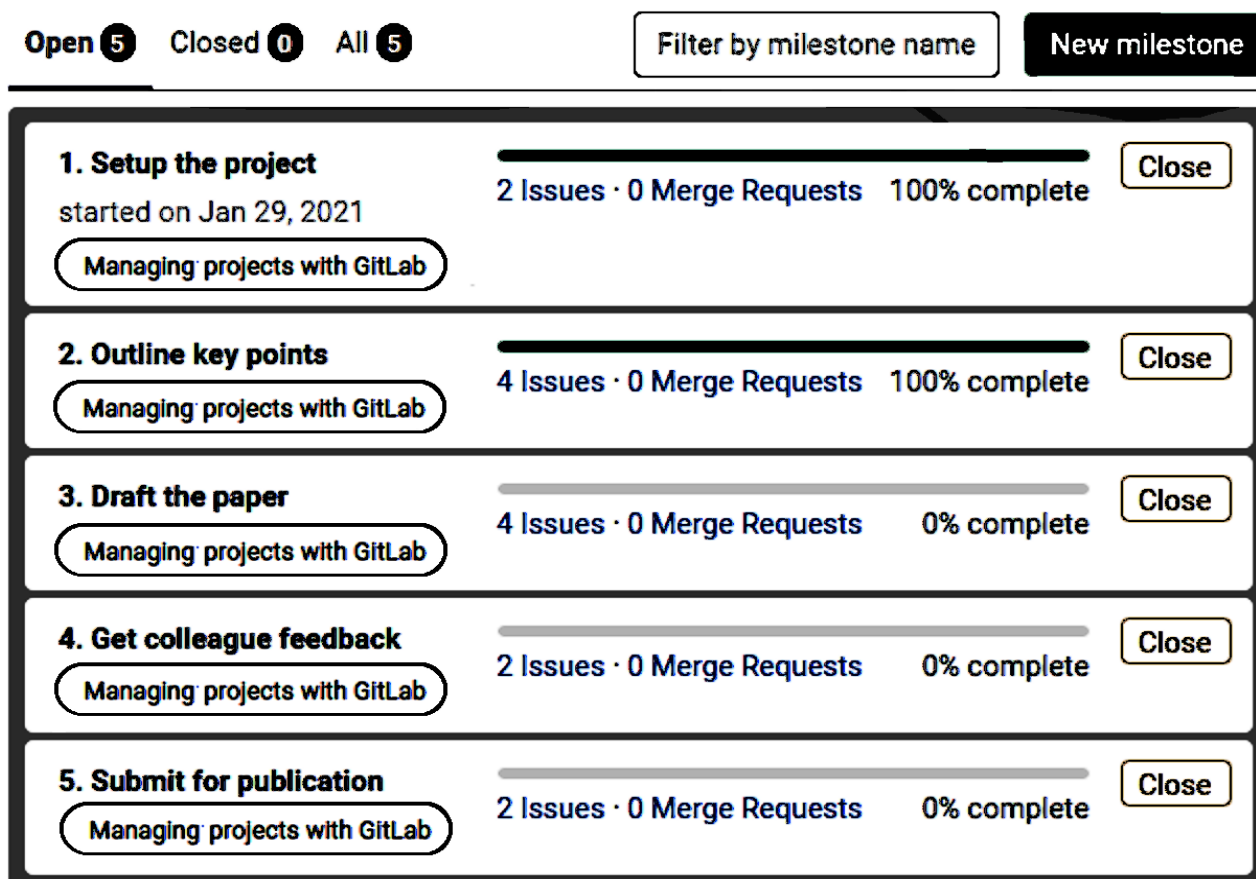 Open 5 Closed 0 All 5 Filter by milestone name New milestone
1. Setup the project
started on Jan 29, 2021
Managing projects with GitLab
2 Issues · 0 Merge Requests 100% complete
Close
2. Outline key points
Managing projects with GitLab
4 Issues · 0 Merge Requests 100% complete
Close
3. Draft the paper
Managing projects with GitLab
4 Issues · 0 Merge Requests 0% complete
Close
4. Get colleague feedback
Managing projects with GitLab
2 Issues · 0 Merge Requests 0% complete
Close
5. Submit for publication
Managing projects with GitLab
2 Issues · 0 Merge Requests 0% complete
Close